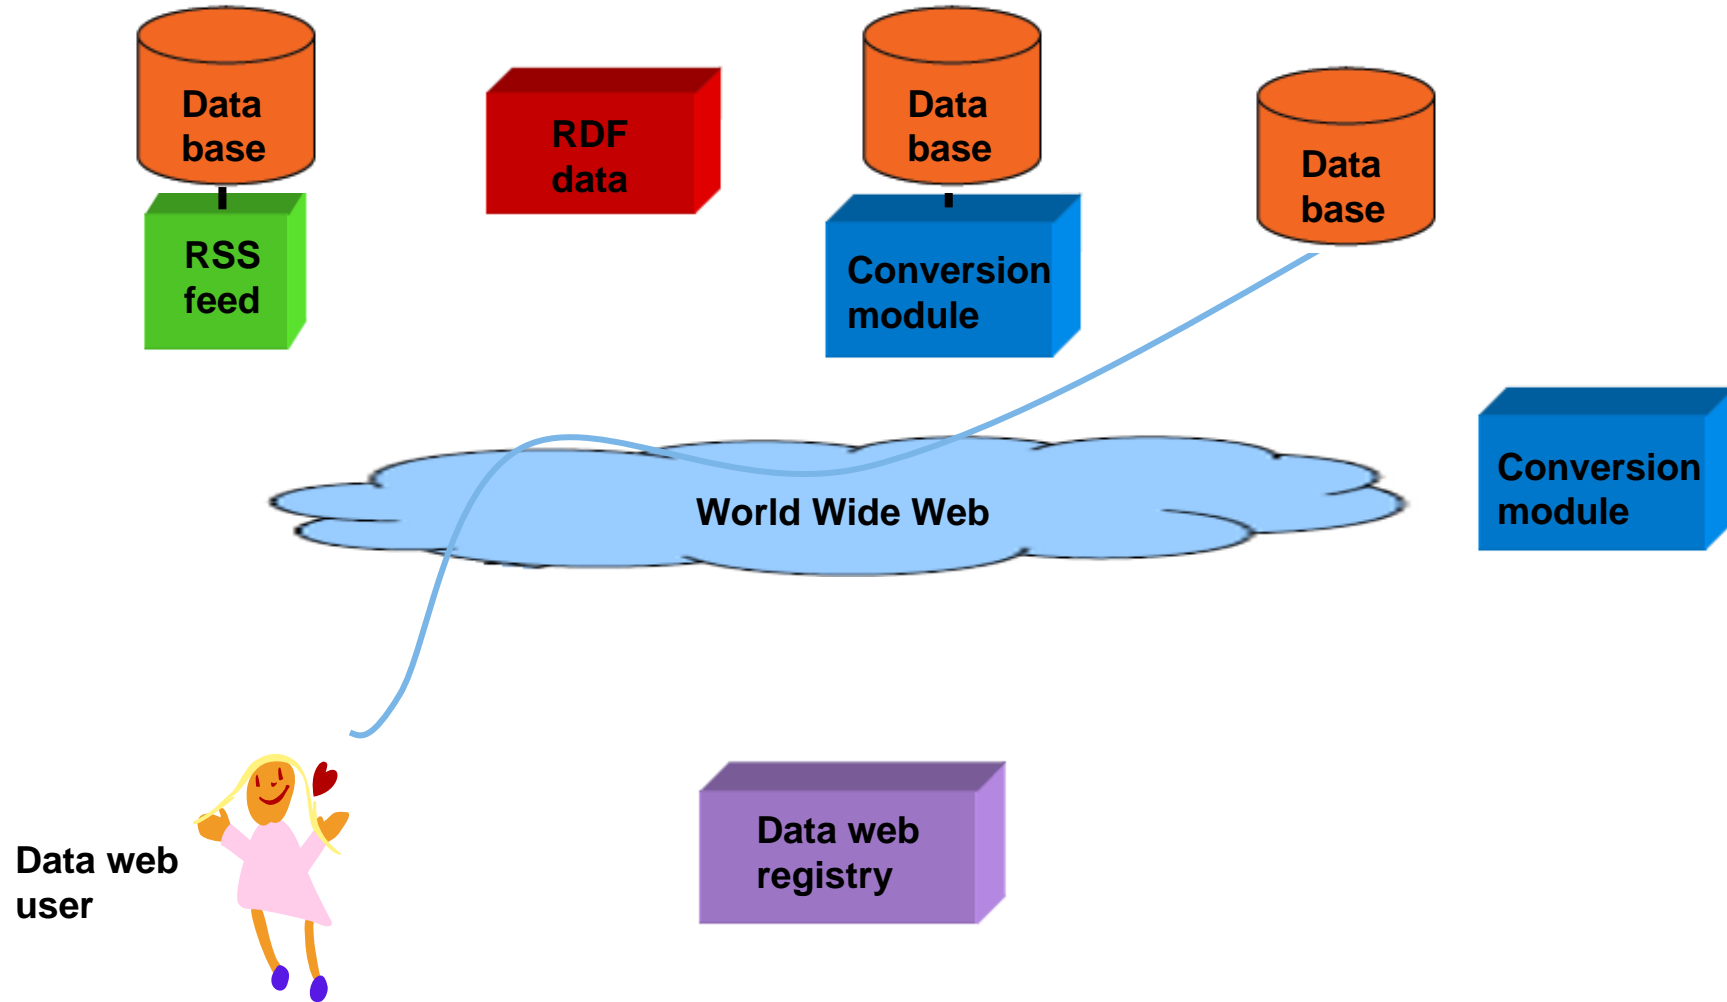 Data
base
RSS
feed
RDF
data
Data
base
Conversion
module
Data
base
Conversion
module
World Wide Web
Data web
user
Data web
registry